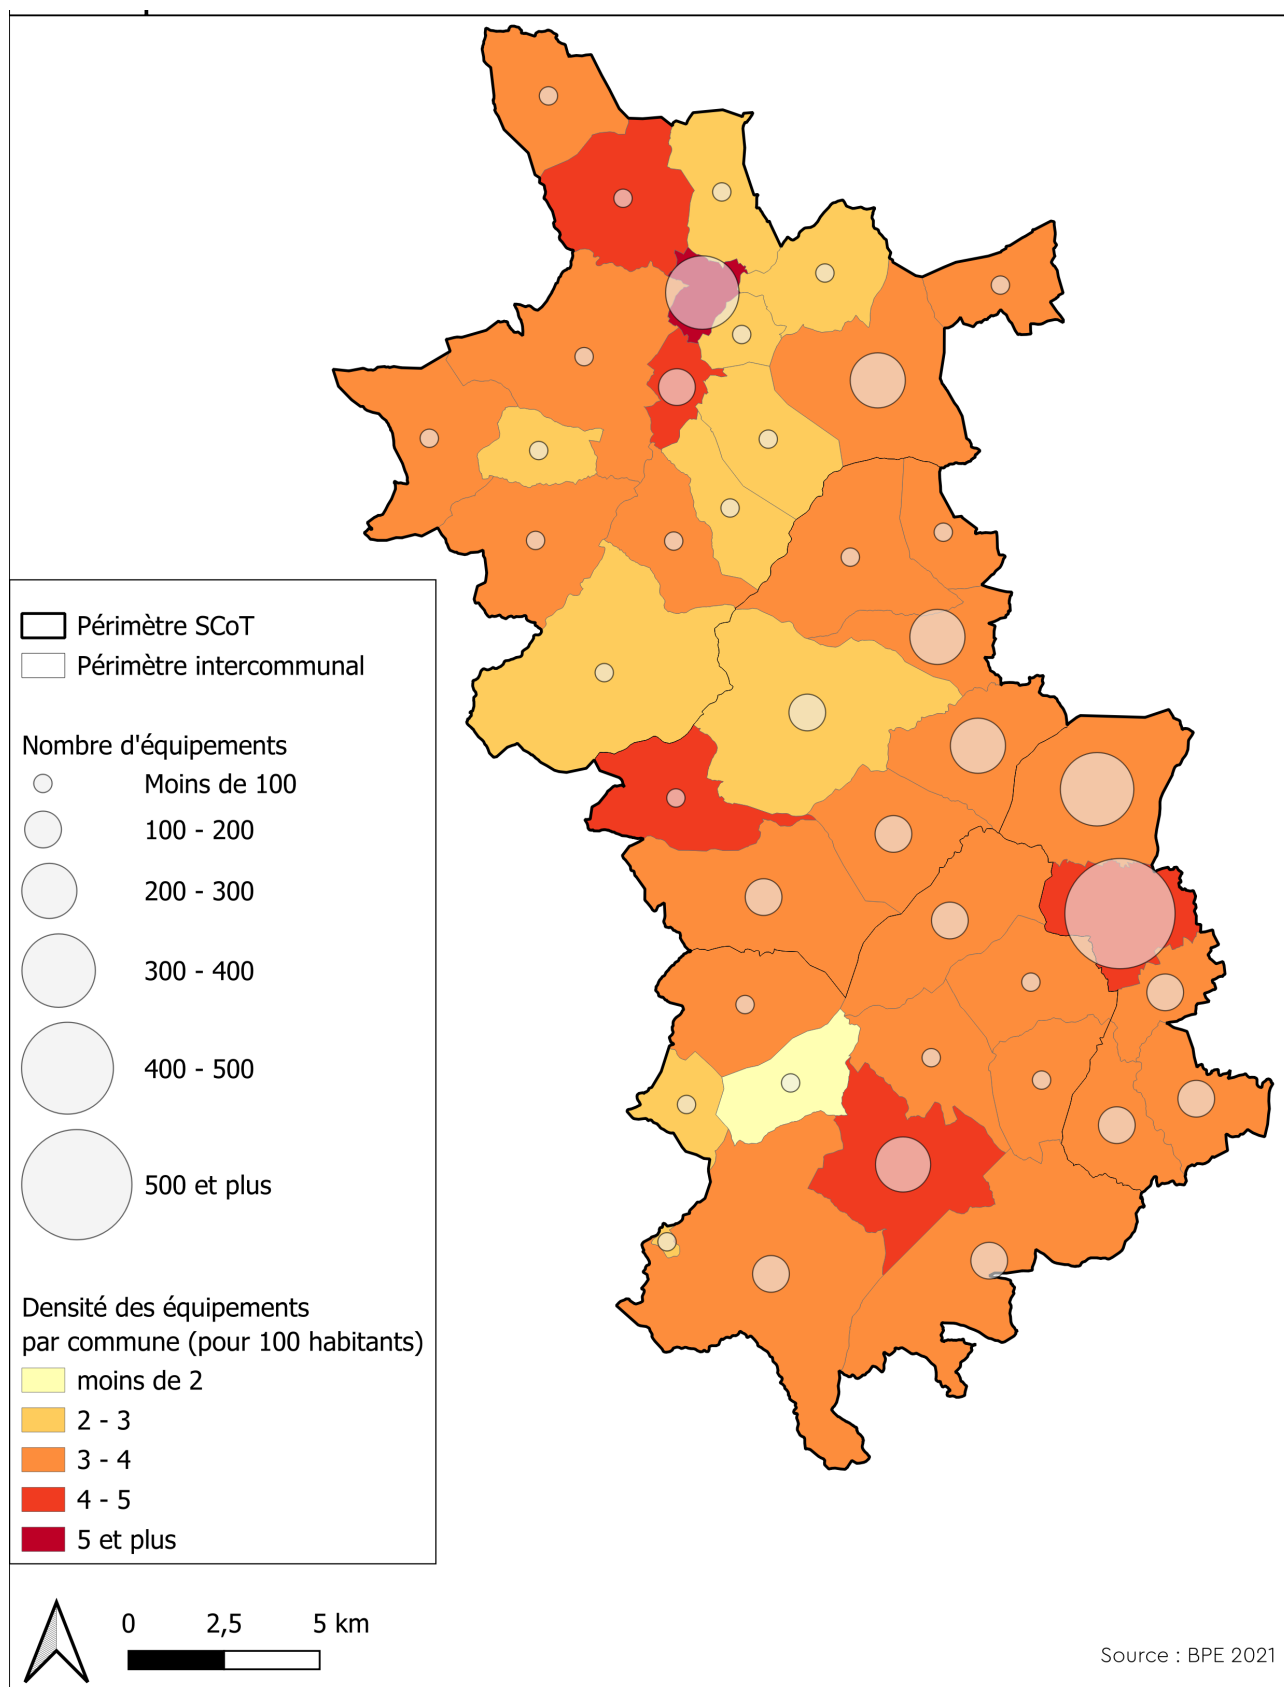 Périmètre SCoT
Périmètre intercommunal
Nombre d'équipements
Moins de 100
100 - 200
200 - 300
300 - 400
400 - 500
500 et plus
Densité des équipements
par commune (pour 100 habitants)
moins de 2
2 - 3
3 - 4
4 - 5
5 et plus
0 2,5 5 km
Source : BPE 2021